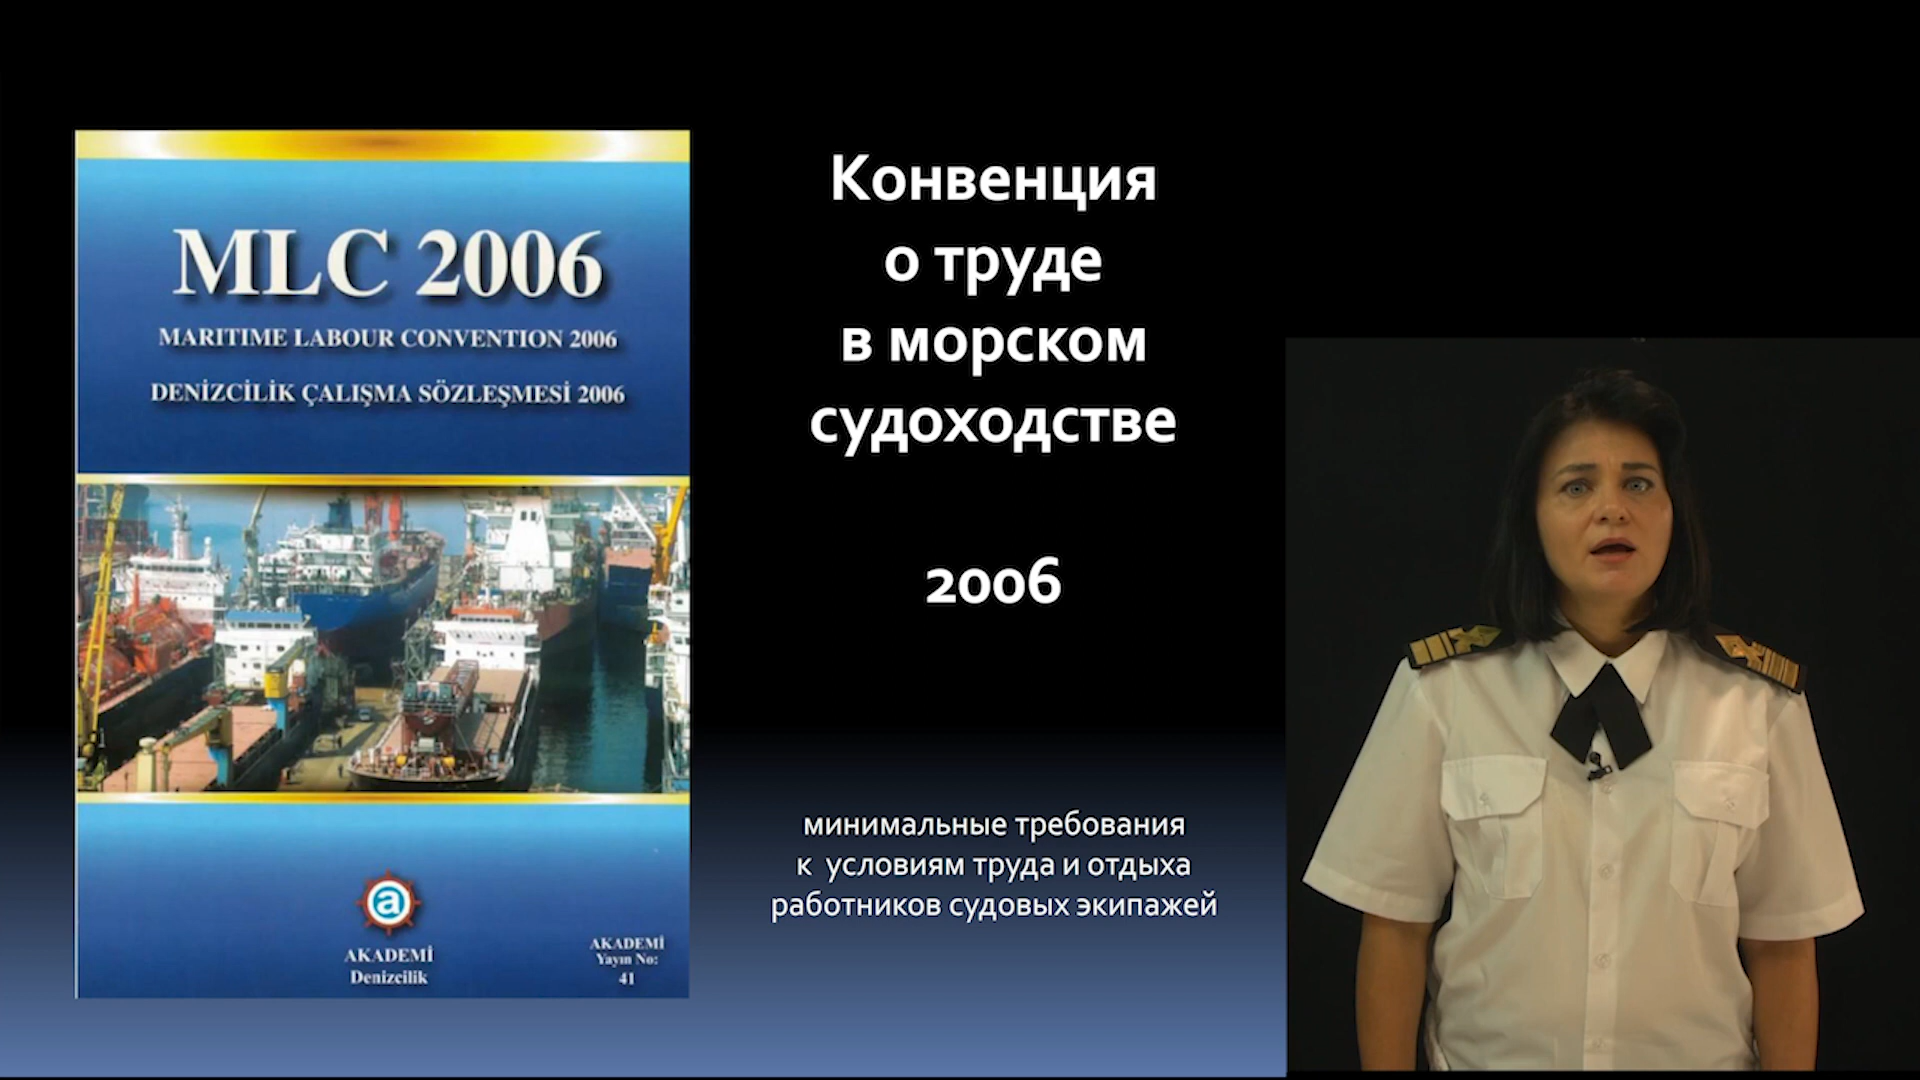 MLC 2006
MARITIME LABOUR CONVENTION 2006
DENİZCİLİK ÇALIŞMA SÖZLEŞMESİ 2006
a
AKADEMİ
Denizcilik
AKADEMİ
Yayın No:
41
Конвенция
о труде
в морском
судоходстве
2006
минимальные требования
к условиям труда и отдыха
работников судовых экипажей